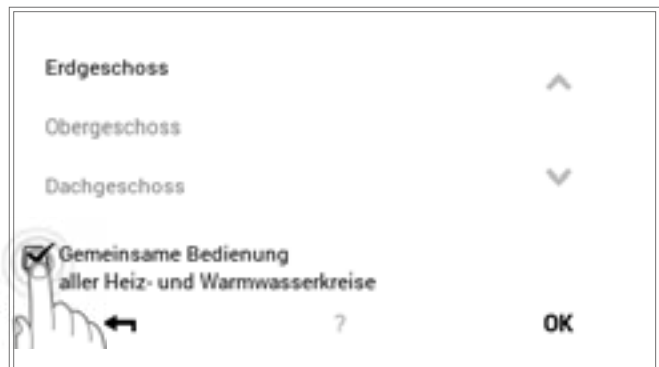 Erdgeschoss
Obergeschoss
Dachgeschoss
Gemeinsame Bedienung
aller Heiz- und Warmwasserkreise
? OK